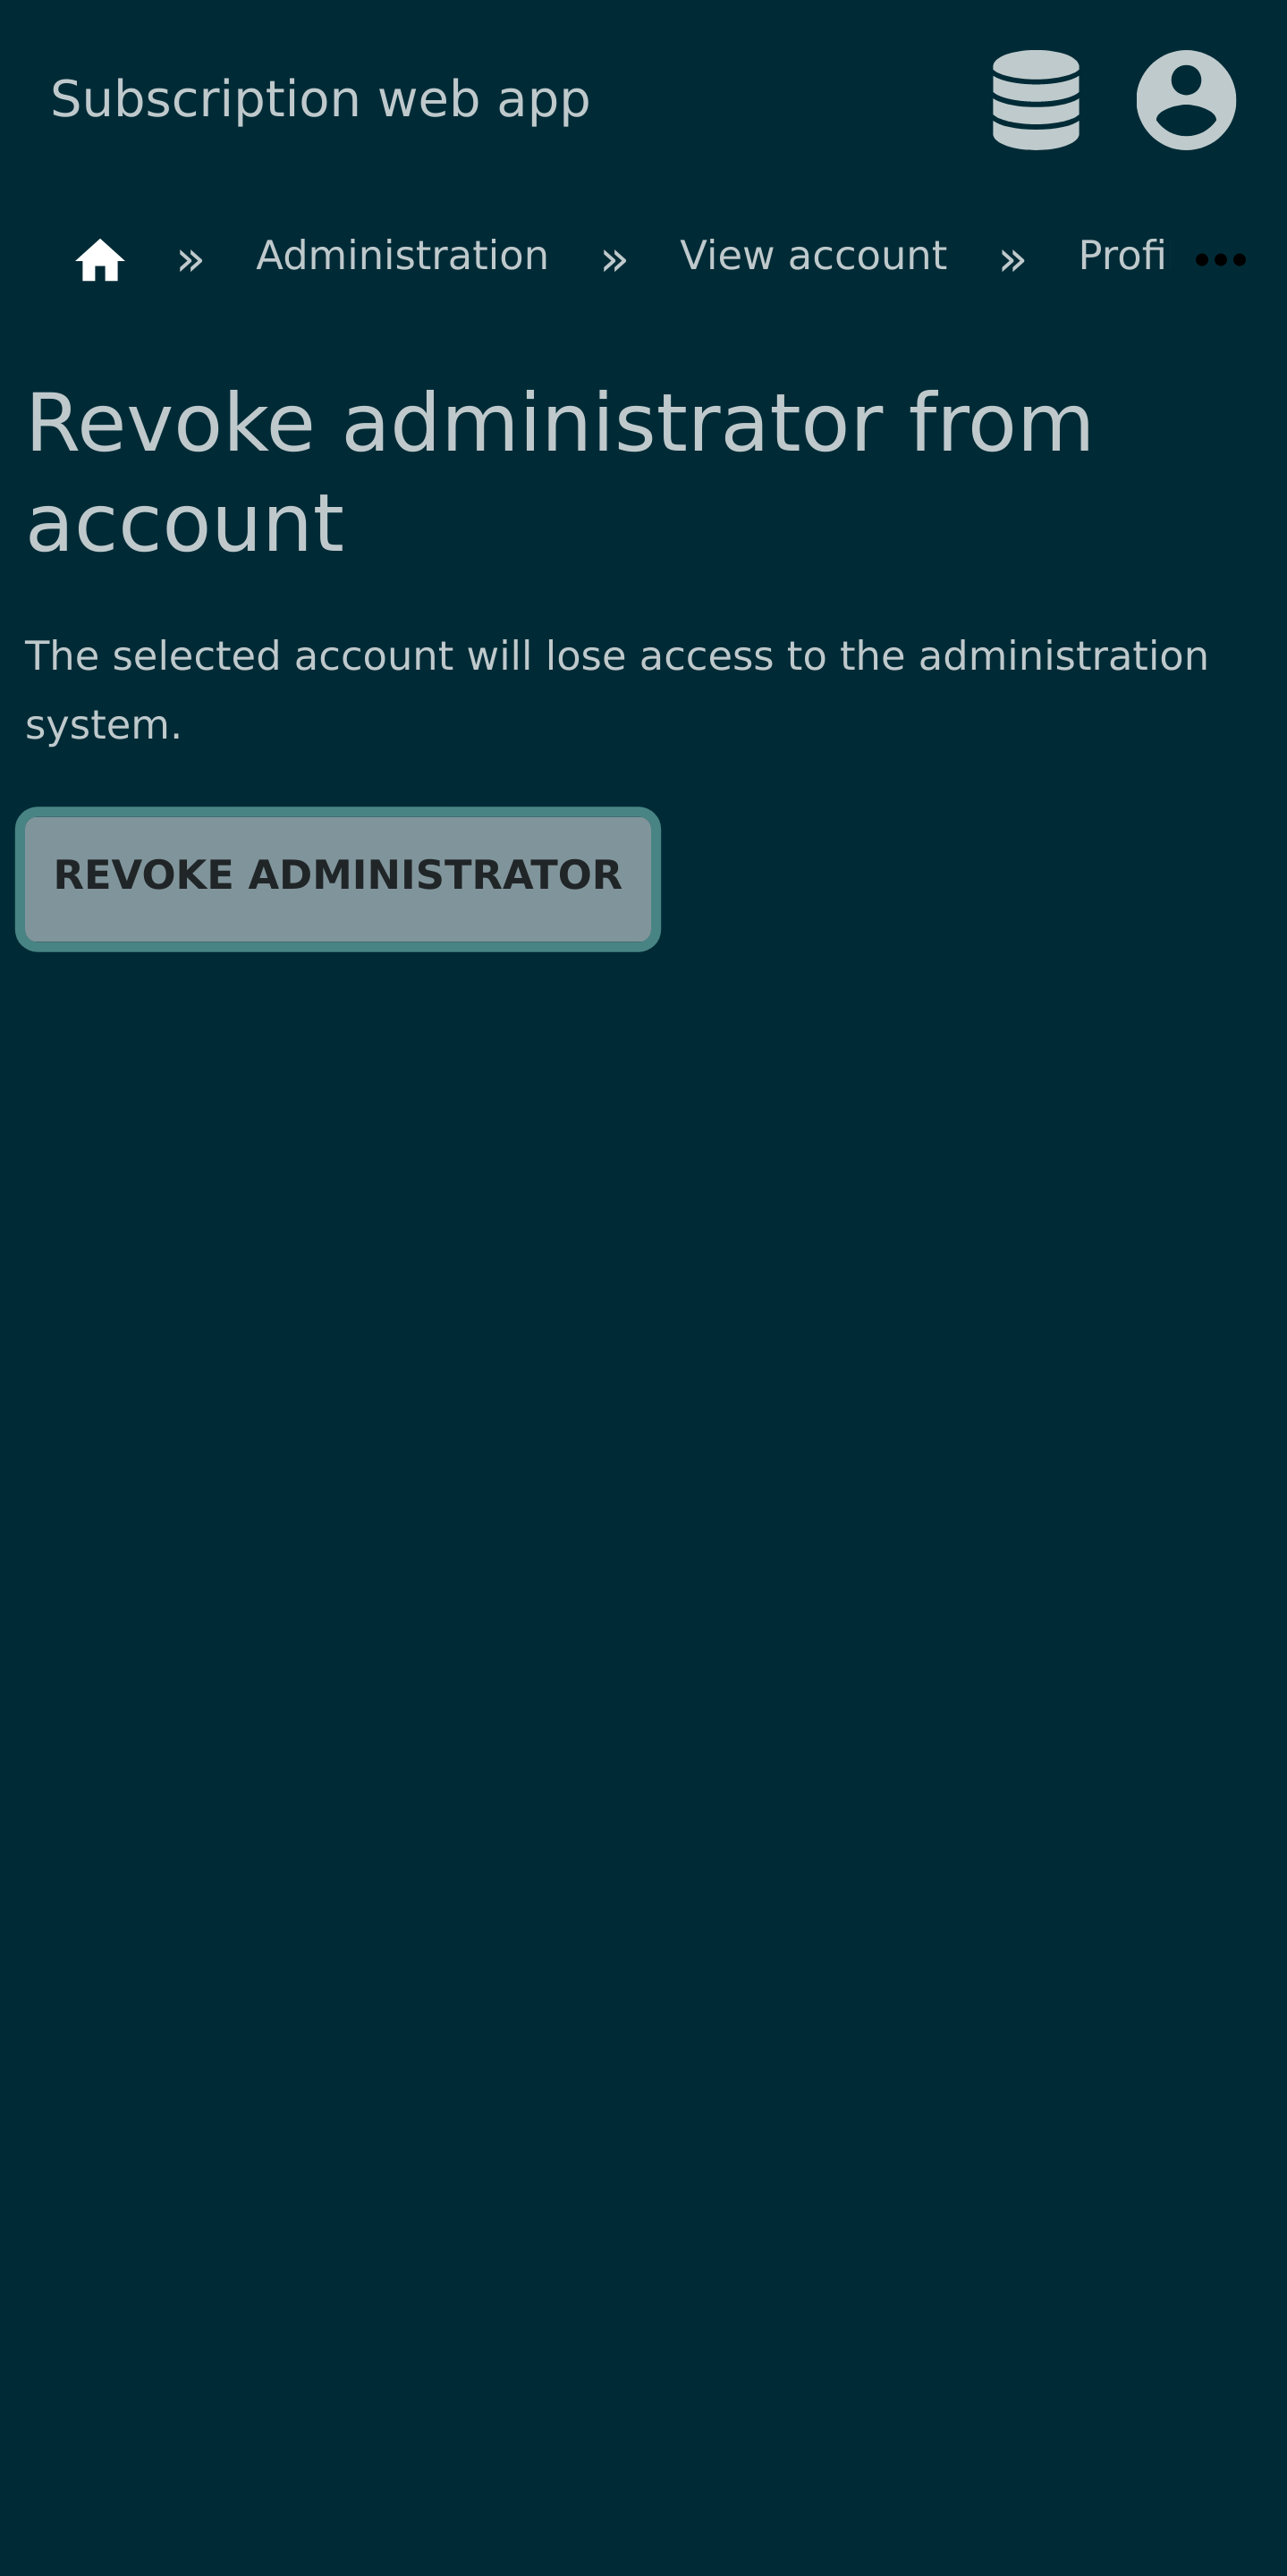 Subscription web app
» Administration » View account » Profi •••
Revoke administrator from
account
The selected account will lose access to the administration
system.
REVOKE ADMINISTRATOR